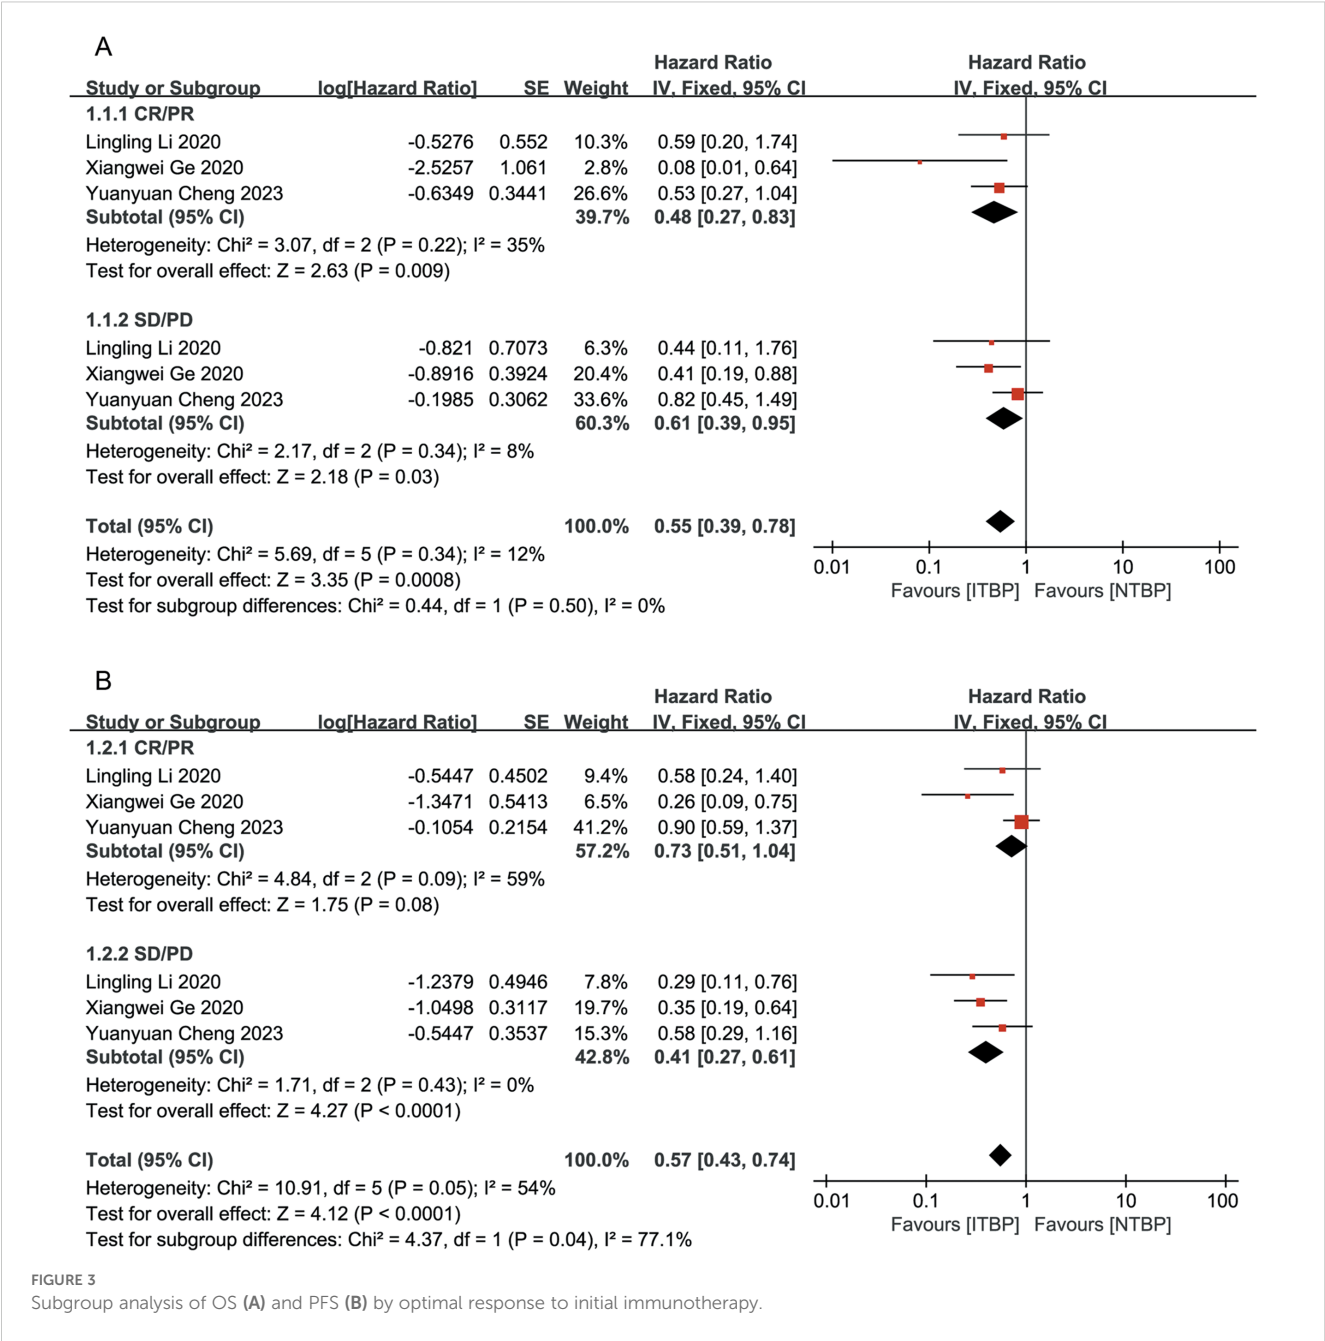 A
Hazard Ratio Hazard Ratio
Study or Subgroup log[Hazard Ratio] SE Weight IV, Fixed, 95% CI IV, Fixed, 95% CI
1.1.1 CR/PR
Lingling Li 2020 -0.5276 0.552 10.3% 0.59 [0.20, 1.74]
Xiangwei Ge 2020 -2.5257 1.061 2.8% 0.08 [0.01, 0.64]
Yuanyuan Cheng 2023 -0.6349 0.3441 26.6% 0.53 [0.27, 1.04]
Subtotal (95% CI) 39.7% 0.48 [0.27, 0.83]
Heterogeneity: Chi² = 3.07, df = 2 (P = 0.22); I² = 35%
Test for overall effect: Z = 2.63 (P = 0.009)
1.1.2 SD/PD
Lingling Li 2020 -0.821 0.7073 6.3% 0.44 [0.11, 1.76]
Xiangwei Ge 2020 -0.8916 0.3924 20.4% 0.41 [0.19, 0.88]
Yuanyuan Cheng 2023 -0.1985 0.3062 33.6% 0.82 [0.45, 1.49]
Subtotal (95% CI) 60.3% 0.61 [0.39, 0.95]
Heterogeneity: Chi² = 2.17, df = 2 (P = 0.34); I² = 8%
Test for overall effect: Z = 2.18 (P = 0.03)
Total (95% CI) 100.0% 0.55 [0.39, 0.78]
Heterogeneity: Chi² = 5.69, df = 5 (P = 0.34); I² = 12%
Test for overall effect: Z = 3.35 (P = 0.0008)
Test for subgroup differences: Chi² = 0.44, df = 1 (P = 0.50), I² = 0%
0.01 0.1 1 10 100
Favours [ITBP] Favours [NTBP]
B
Hazard Ratio Hazard Ratio
Study or Subgroup log[Hazard Ratio] SE Weight IV, Fixed, 95% CI IV, Fixed, 95% CI
1.2.1 CR/PR
Lingling Li 2020 -0.5447 0.4502 9.4% 0.58 [0.24, 1.40]
Xiangwei Ge 2020 -1.3471 0.5413 6.5% 0.26 [0.09, 0.75]
Yuanyuan Cheng 2023 -0.1054 0.2154 41.2% 0.90 [0.59, 1.37]
Subtotal (95% CI) 57.2% 0.73 [0.51, 1.04]
Heterogeneity: Chi² = 4.84, df = 2 (P = 0.09); I² = 59%
Test for overall effect: Z = 1.75 (P = 0.08)
1.2.2 SD/PD
Lingling Li 2020 -1.2379 0.4946 7.8% 0.29 [0.11, 0.76]
Xiangwei Ge 2020 -1.0498 0.3117 19.7% 0.35 [0.19, 0.64]
Yuanyuan Cheng 2023 -0.5447 0.3537 15.3% 0.58 [0.29, 1.16]
Subtotal (95% CI) 42.8% 0.41 [0.27, 0.61]
Heterogeneity: Chi² = 1.71, df = 2 (P = 0.43); I² = 0%
Test for overall effect: Z = 4.27 (P < 0.0001)
Total (95% CI) 100.0% 0.57 [0.43, 0.74]
Heterogeneity: Chi² = 10.91, df = 5 (P = 0.05); I² = 54%
Test for overall effect: Z = 4.12 (P < 0.0001)
Test for subgroup differences: Chi² = 4.37, df = 1 (P = 0.04), I² = 77.1%
0.01 0.1 1 10 100
Favours [ITBP] Favours [NTBP]
FIGURE 3
Subgroup analysis of OS (A) and PFS (B) by optimal response to initial immunotherapy.